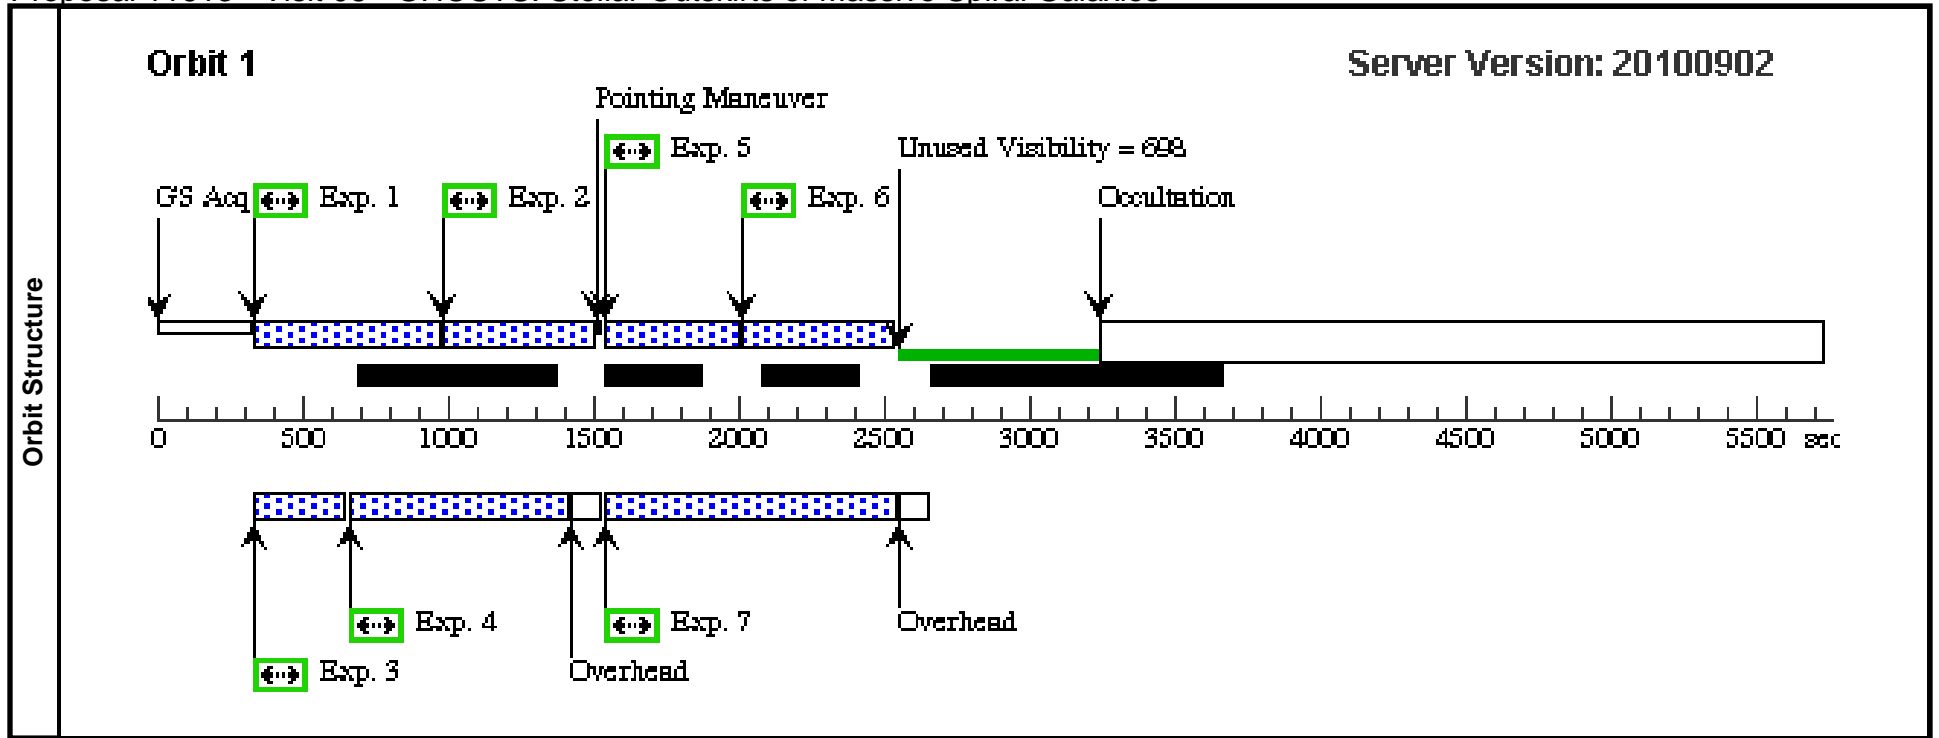 Orbit 1
Server Version: 20100902
Pointing Maneuver
Exp. 5
Unused Visibility = 698
GS Acq
Exp. 1
Exp. 2
Exp. 6
Occultation
Orbit Structure
0 500 1000 1500 2000 2500 3000 3500 4000 4500 5000 5500 sec
Exp. 4
Exp. 7
Overhead
Exp. 3
Overhead